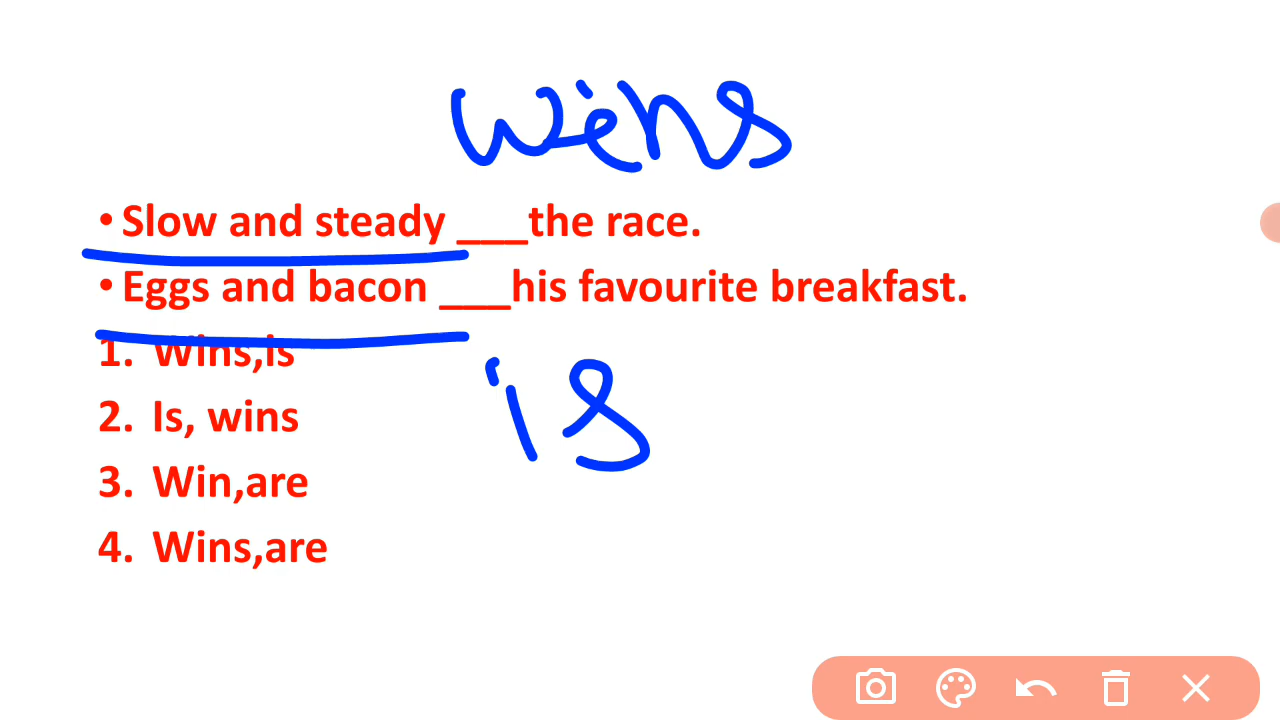 wins
• Slow and steady ___the race.
• Eggs and bacon ___his favourite breakfast.
1. Wins,is
is
2. Is, wins
3. Win,are
4. Wins,are